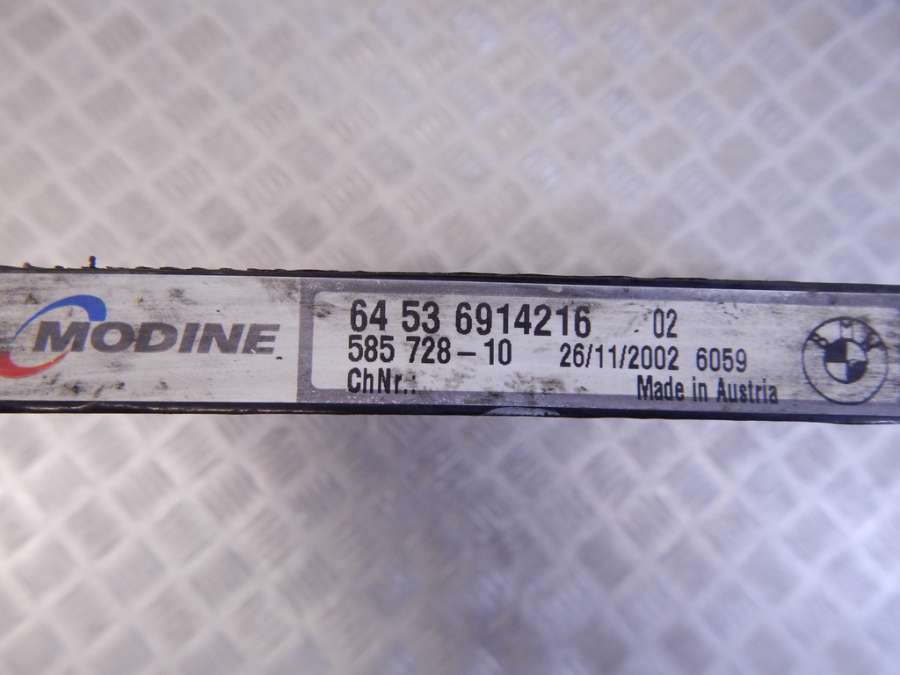 MODINE
64 53 6914216 02
585 728-10 26/11/2002 6059
ChNr.:
Made in Austria